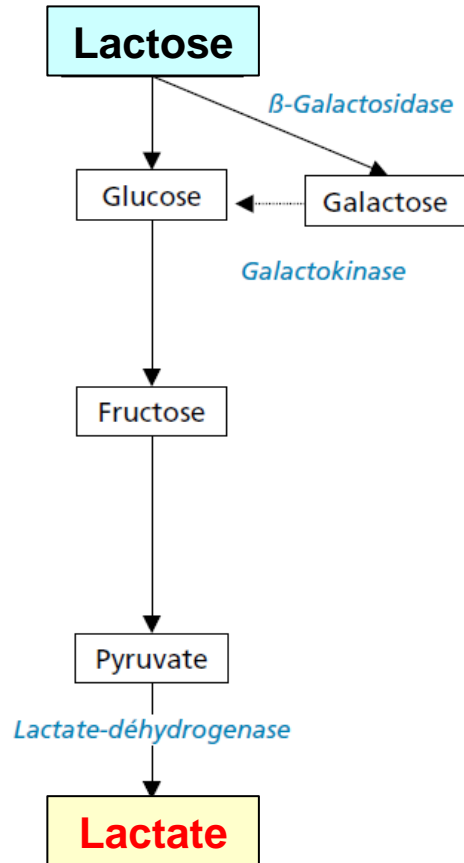 Lactose
ß-Galactosidase
Glucose
Galactose
Galactokinase
Fructose
Pyruvate
Lactate-déhydrogenase
Lactate